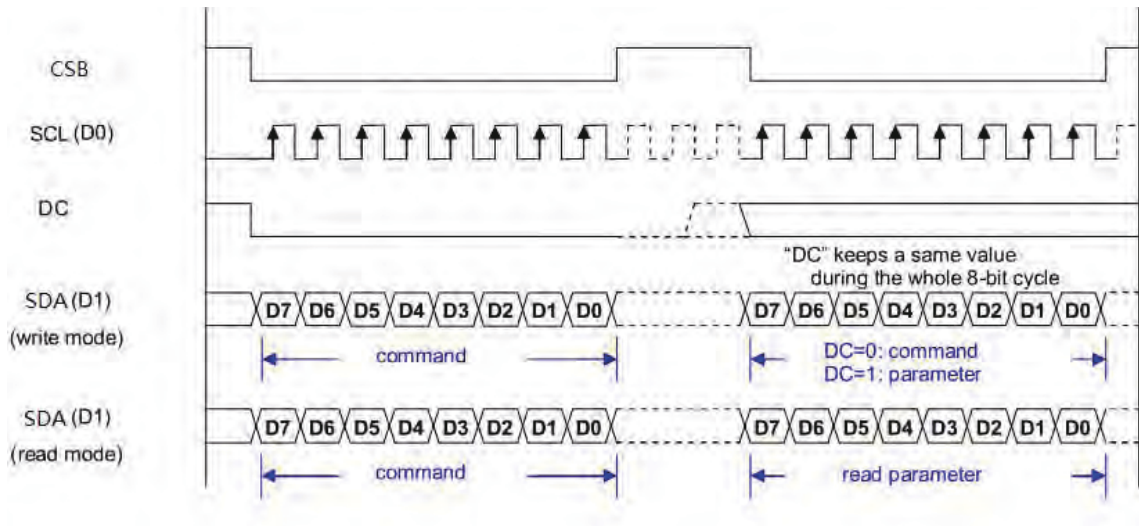 CSB
SCL (D0)
DC
"DC" keeps a same value
during the whole 8-bit cycle
SDA (D1)
(write mode)
D7 D6 D5 D4 D3 D2 D1 D0
D7 D6 D5 D4 D3 D2 D1 D0
command
DC=0: command
DC=1: parameter
SDA (D1)
(read mode)
D7 D6 D5 D4 D3 D2 D1 D0
D7 D6 D5 D4 D3 D2 D1 D0
command
read parameter